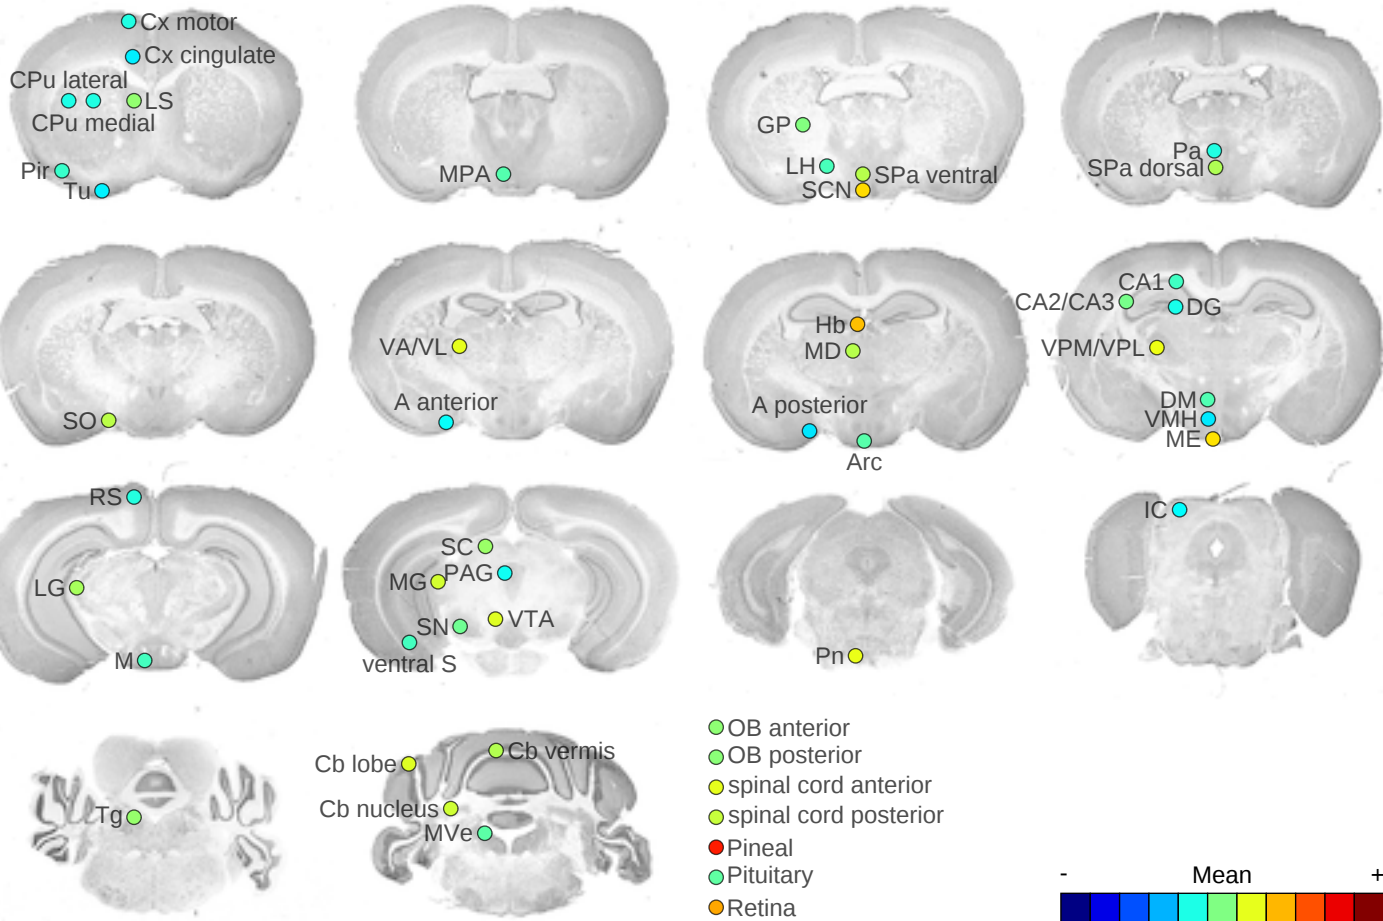 Cx motor
Cx cingulate
CPu lateral
LS
CPu medial
Pir
Tu
MPA
GP
LH
SPa ventral
SCN
Pa
SPa dorsal
SO
VA/VL
A anterior
Hb
MD
A posterior
Arc
CA1
CA2/CA3
DG
VPM/VPL
DM
VMH
ME
RS
LG
M
SC
MG
PAG
SN
VTA
ventral S
Pn
IC
Tg
Cb lobe
Cb vermis
Cb nucleus
MVe
OB anterior
OB posterior
spinal cord anterior
spinal cord posterior
Pineal
Pituitary
Retina
- Mean +